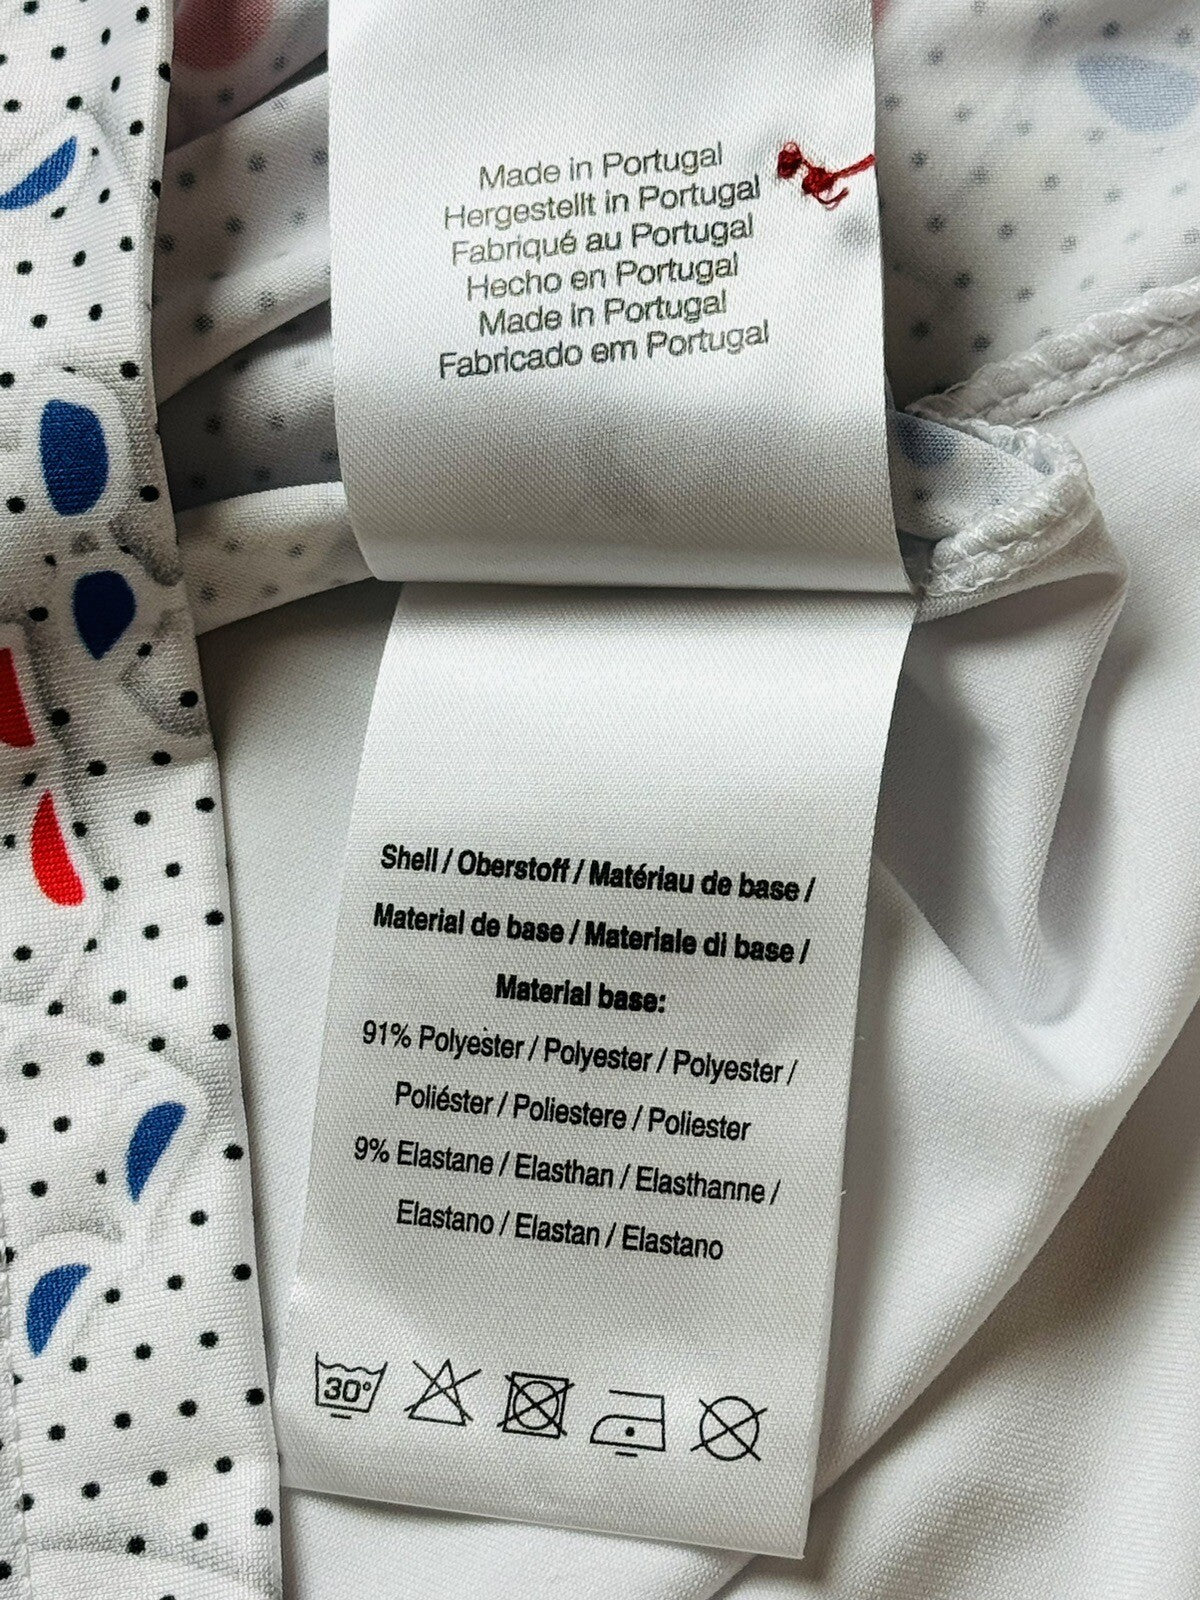 Made in Portugal
Hergestellt in Portugal
Fabriqué au Portugal
Hecho en Portugal
Made in Portugal
Fabricado em Portugal
Shell / Oberstoff / Matériau de base /
Material de base / Materiale di base /
Material base:
91% Polyester / Polyester / Polyester /
Poliéster / Poliestere / Poliester
9% Elastane / Elasthan / Elasthanne /
Elastano / Elastan / Elastano
30°